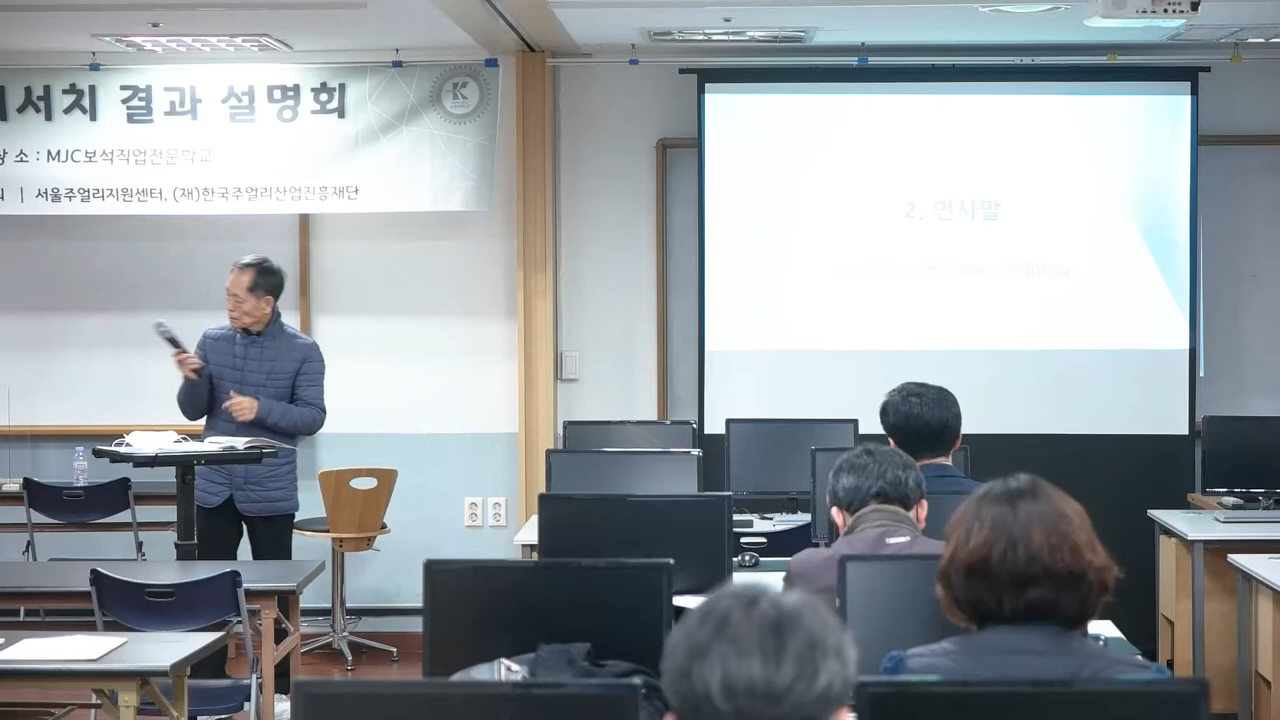 서치 결과 설명회
장 소 : MJC보석직업전문학교
| 서울주얼리지원센터, (재)한국주얼리산업진흥재단
K
2. 인사말